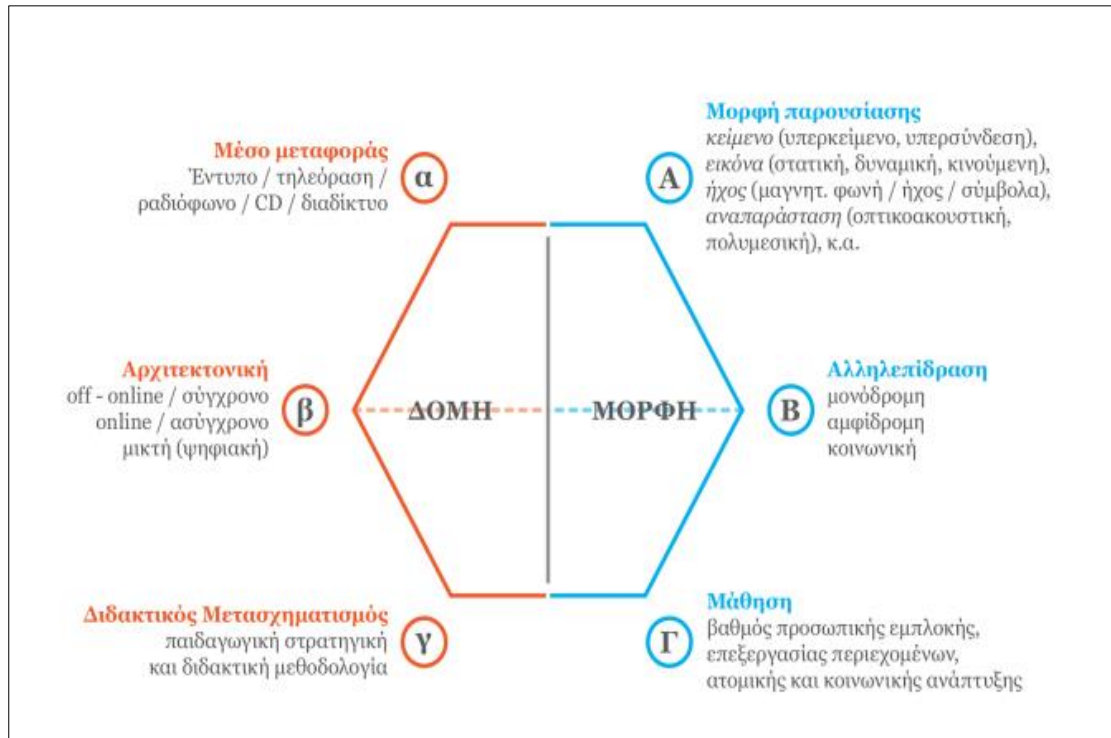 Μέσο μεταφοράς
Έντυπο / τηλεόραση /
ραδιόφωνο / CD / διαδίκτυο
α
Α
Μορφή παρουσίασης
κείμενο (υπερκείμενο, υπερσύνδεση),
εικόνα (στατική, δυναμική, κινούμενη),
ήχος (μαγνητ. φωνή / ήχος / σύμβολα),
αναπαράσταση (οπτικοακουστική,
πολυμεσική), κ.α.
Αρχιτεκτονική
off - online / σύγχρονο
online / ασύγχρονο
μικτή (ψηφιακή)
β
ΔΟΜΗ
ΜΟΡΦΗ
Β
Αλληλεπίδραση
μονόδρομη
αμφίδρομη
κοινωνική
Διδακτικός Μετασχηματισμός
παιδαγωγική στρατηγική
και διδακτική μεθοδολογία
γ
Γ
Μάθηση
βαθμός προσωπικής εμπλοκής,
επεξεργασίας περιεχομένων,
ατομικής και κοινωνικής ανάπτυξης